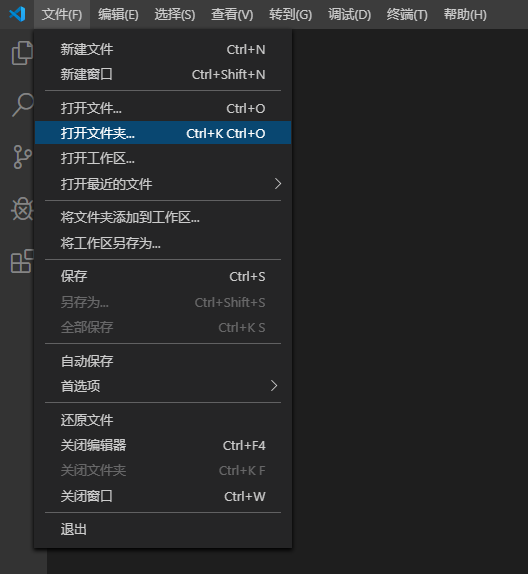 文件(F) 编辑(E) 选择(S) 查看(V) 转到(G) 调试(D) 终端(T) 帮助(H)
新建文件 Ctrl+N
新建窗口 Ctrl+Shift+N
打开文件... Ctrl+O
打开文件夹... Ctrl+K Ctrl+O
打开工作区...
打开最近的文件
将文件夹添加到工作区...
将工作区另存为...
保存 Ctrl+S
另存为... Ctrl+Shift+S
全部保存 Ctrl+K S
自动保存
首选项
还原文件
关闭编辑器 Ctrl+F4
关闭文件夹 Ctrl+K F
关闭窗口 Ctrl+W
退出